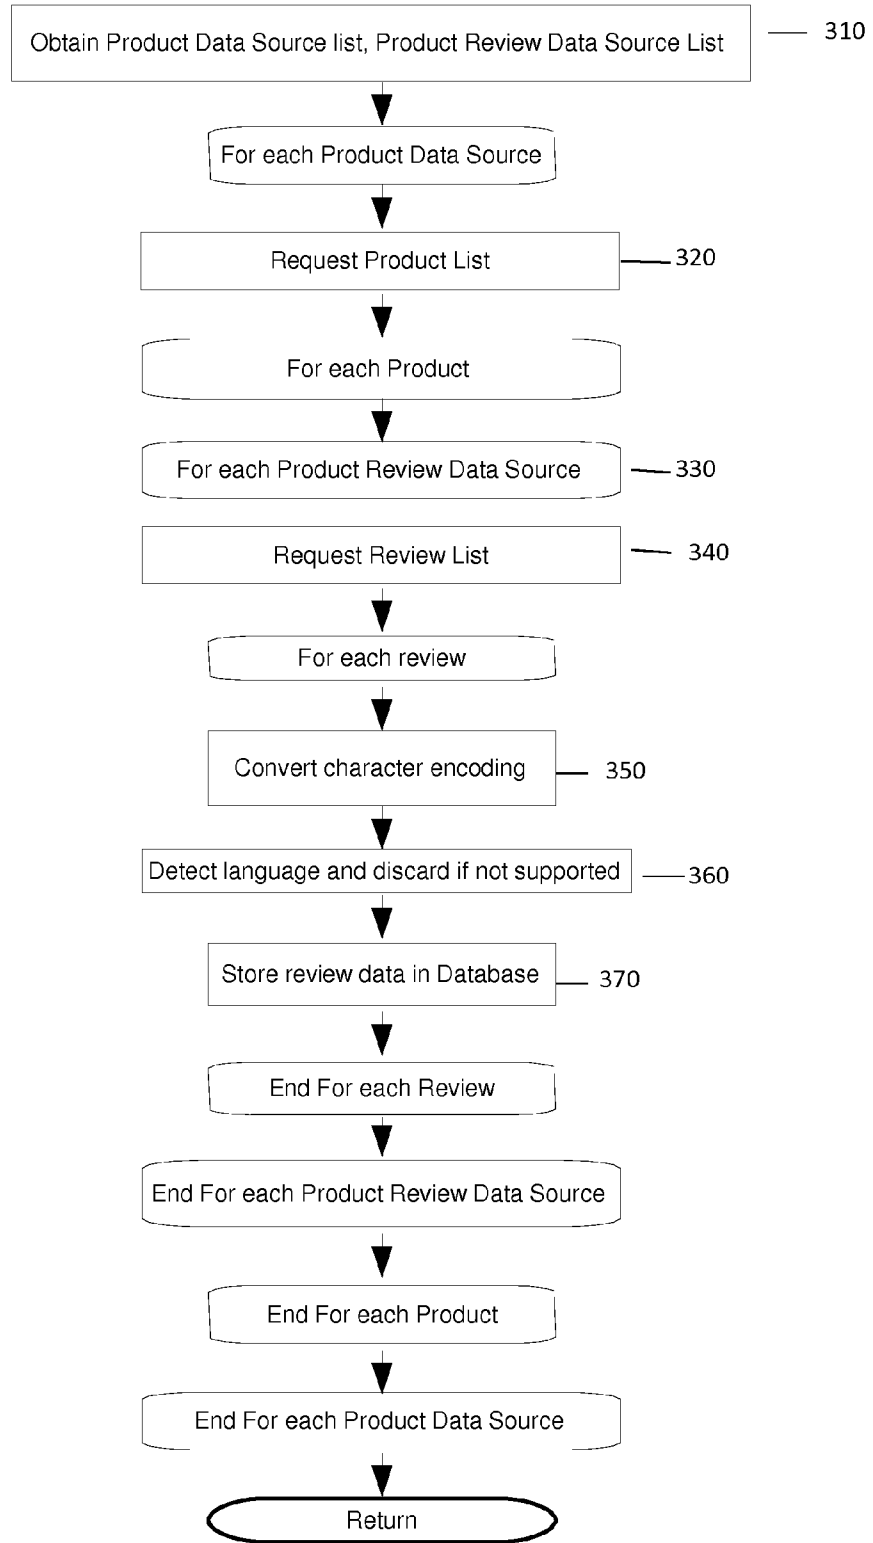 Obtain Product Data Source list, Product Review Data Source List
310
For each Product Data Source
Request Product List
320
For each Product
For each Product Review Data Source
330
Request Review List
340
For each review
Convert character encoding
350
Detect language and discard if not supported
360
Store review data in Database
370
End For each Review
End For each Product Review Data Source
End For each Product
End For each Product Data Source
Return